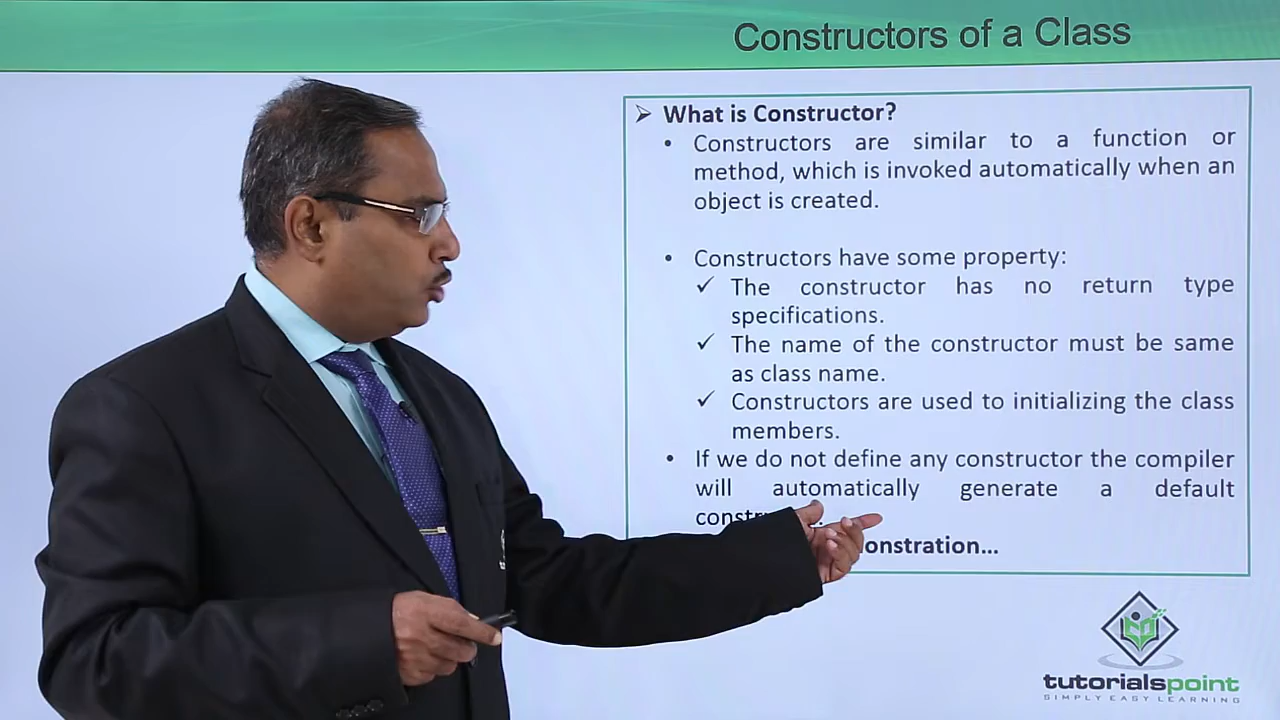 Constructors of a Class
What is Constructor?
Constructors are similar to a function or
method, which is invoked automatically when an
object is created.
Constructors have some property:
The constructor has no return type
specifications.
The name of the constructor must be same
as class name.
Constructors are used to initializing the class
members.
If we do not define any constructor the compiler
will automatically generate a default
tutorialspoint
SIMPLY EASY LEARNING